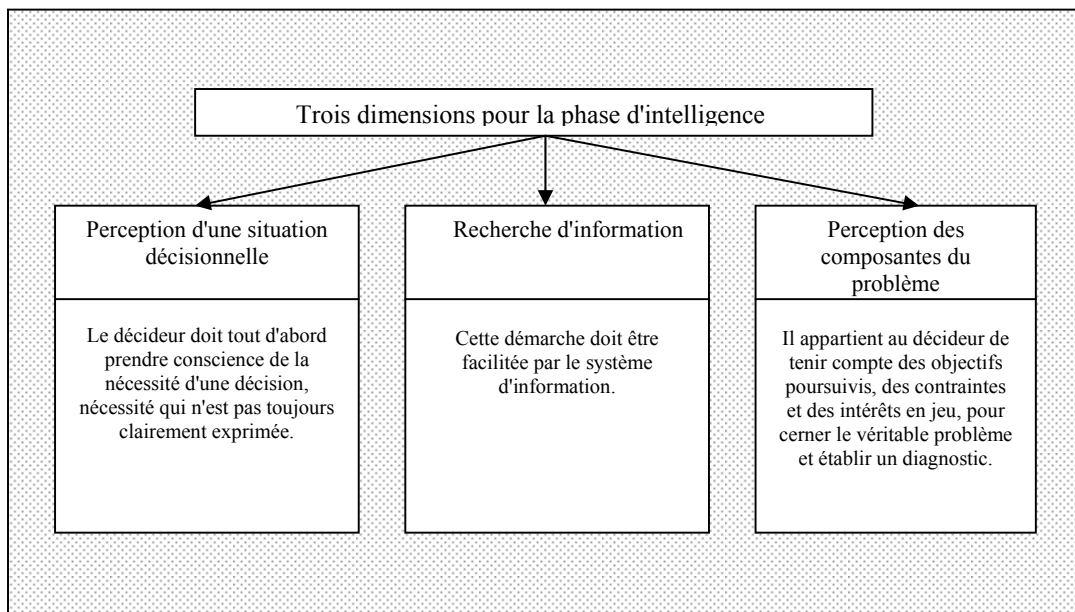 Trois dimensions pour la phase d'intelligence
Perception d'une situation
décisionnelle
Le décideur doit tout d'abord
prendre conscience de la
nécessité d'une décision,
nécessité qui n'est pas toujours
clairement exprimée.
Recherche d'information
Cette démarche doit être
facilitée par le système
d'information.
Perception des
composantes du
problème
Il appartient au décideur de
tenir compte des objectifs
poursuivis, des contraintes
et des intérêts en jeu, pour
cerner le véritable problème
et établir un diagnostic.